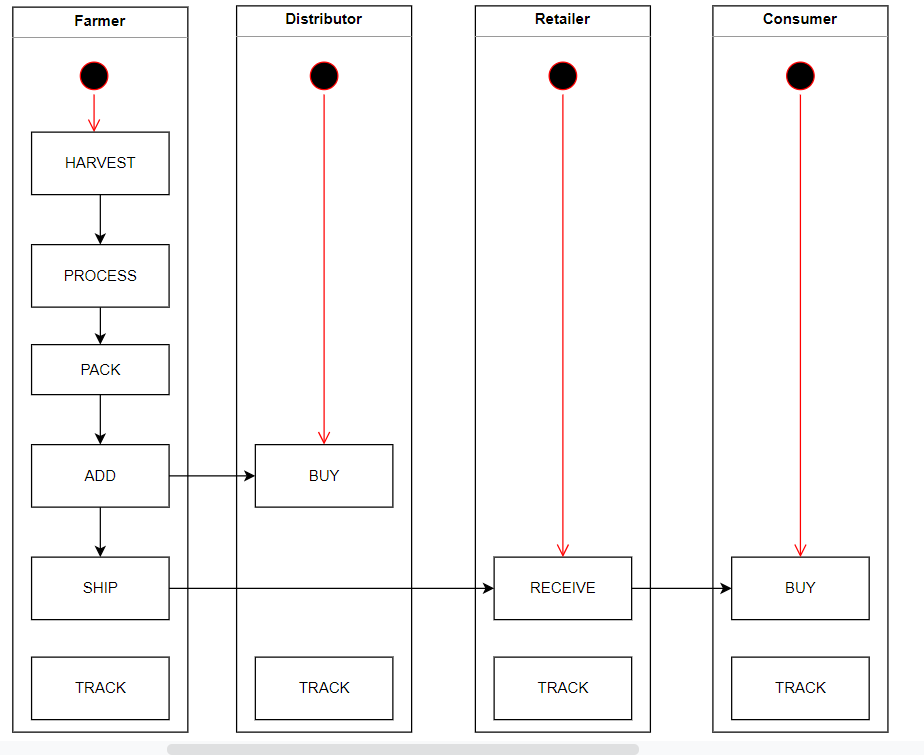 Farmer
Distributor
Retailer
Consumer
HARVEST
PROCESS
PACK
ADD
BUY
SHIP
RECEIVE
BUY
TRACK
TRACK
TRACK
TRACK